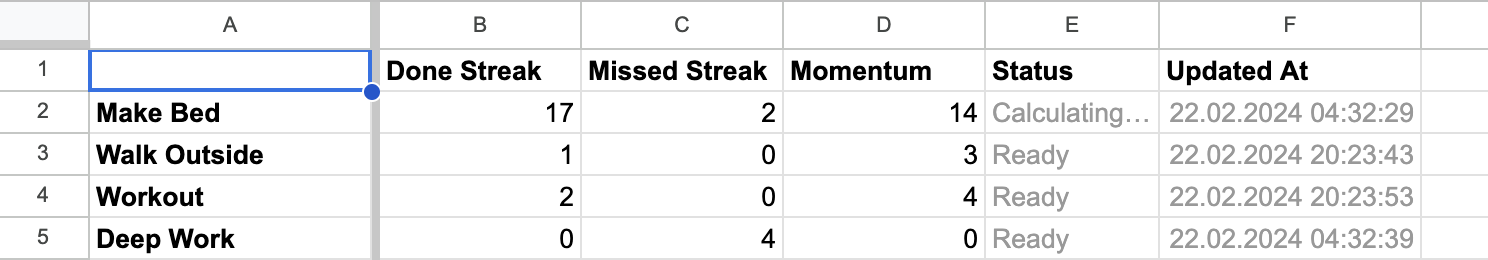 A B C D E F
1 Done Streak Missed Streak Momentum Status Updated At
2 Make Bed 17 2 14 Calculating... 22.02.2024 04:32:29
3 Walk Outside 1 0 3 Ready 22.02.2024 20:23:43
4 Workout 2 0 4 Ready 22.02.2024 20:23:53
5 Deep Work 0 4 0 Ready 22.02.2024 04:32:39